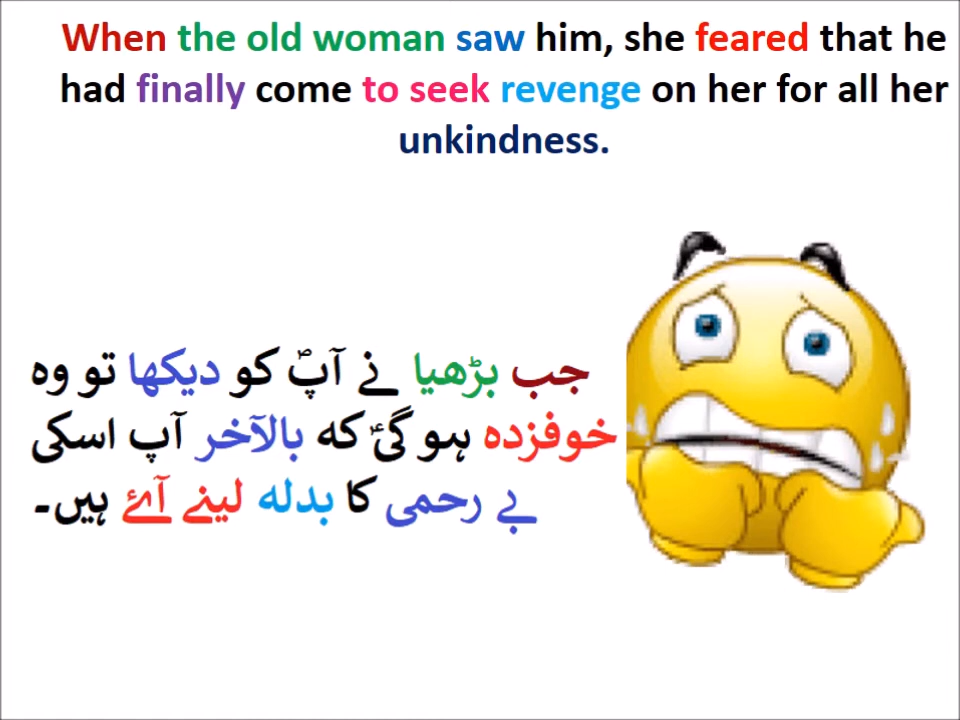 When the old woman saw him, she feared that he
had finally come to seek revenge on her for all her
unkindness.
جب بڑھیا نے آپؐ کو دیکھا تو وہ
خوفزدہ ہو گیٔ کہ بالآخر آپ اسکی
بے رحمی کا بدلہ لینے آۓ ہیں۔